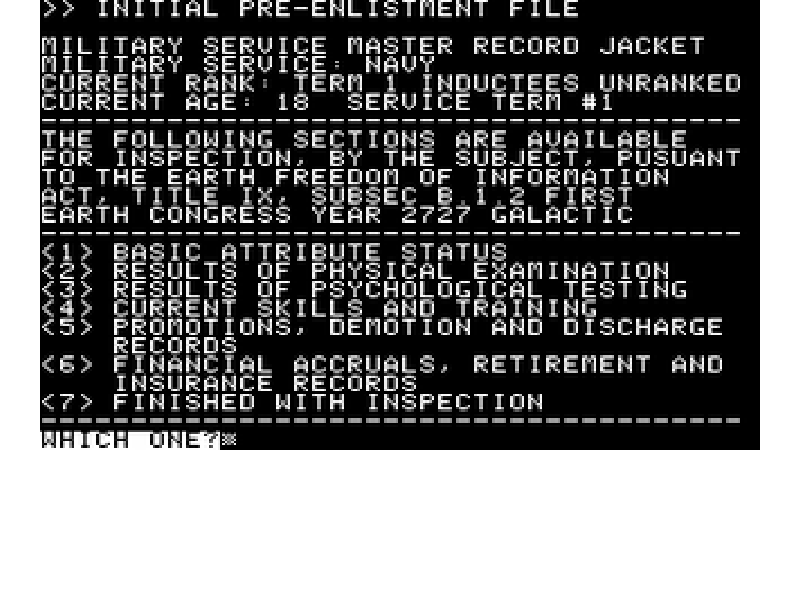 >> INITIAL PRE-ENLISTMENT FILE
MILITARY SERVICE MASTER RECORD JACKET
MILITARY SERVICE: NAVY
CURRENT RANK: TERM 1 INDUCTEES UNRANKED
CURRENT AGE: 18 SERVICE TERM #1
---------------------------------------
THE FOLLOWING SECTIONS ARE AVAILABLE
FOR INSPECTION, BY THE SUBJECT, PUSUANT
TO THE EARTH FREEDOM OF INFORMATION
ACT, TITLE IX, SUBSEC B.1.2 FIRST
EARTH CONGRESS YEAR 2727 GALACTIC
---------------------------------------
<1> BASIC ATTRIBUTE STATUS
<2> RESULTS OF PHYSICAL EXAMINATION
<3> RESULTS OF PSYCHOLOGICAL TESTING
<4> CURRENT SKILLS AND TRAINING
<5> PROMOTIONS, DEMOTION AND DISCHARGE
RECORDS
<6> FINANCIAL ACCRUALS, RETIREMENT AND
INSURANCE RECORDS
<7> FINISHED WITH INSPECTION
---------------------------------------
WHICH ONE?